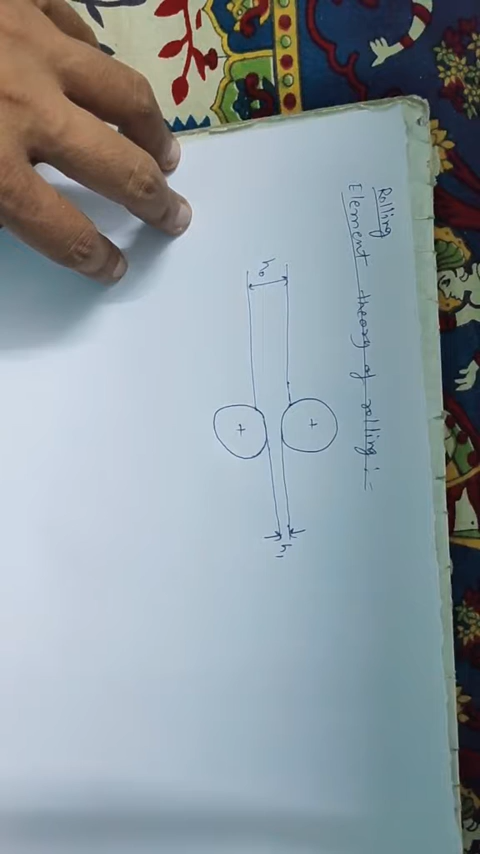 Rolling
Element theory of rolling :-
h₀
h₁